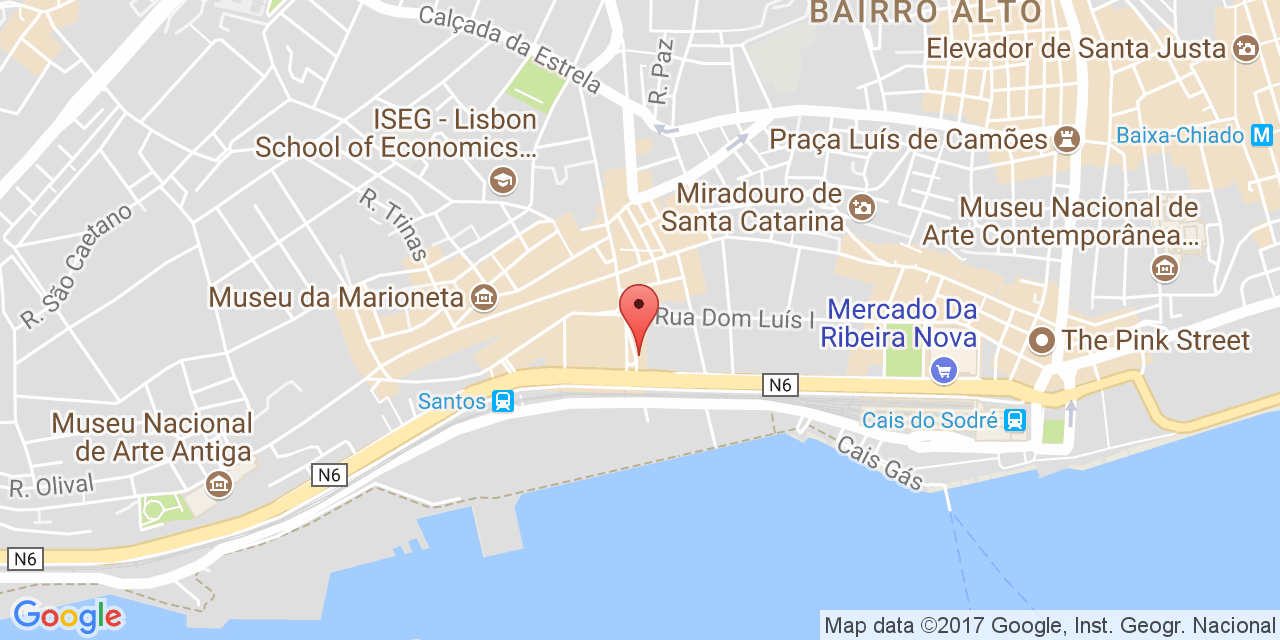 BAIRRO ALTO
Calçada da Estrela
R. Paz
Elevador de Santa Justa
ISEG - Lisbon
School of Economics...
Praça Luís de Camões
Baixa-Chiado M
R. Trinas
Miradouro de
Santa Catarina
Museu Nacional de
Arte Contemporânea...
R. São Caetano
Museu da Marioneta
Rua Dom Luís I
Mercado Da
Ribeira Nova
The Pink Street
N6
Santos
Museu Nacional
de Arte Antiga
Cais do Sodré
Cais Gás
N6
R. Olival
N6
Google
Map data ©2017 Google, Inst. Geogr. Nacional